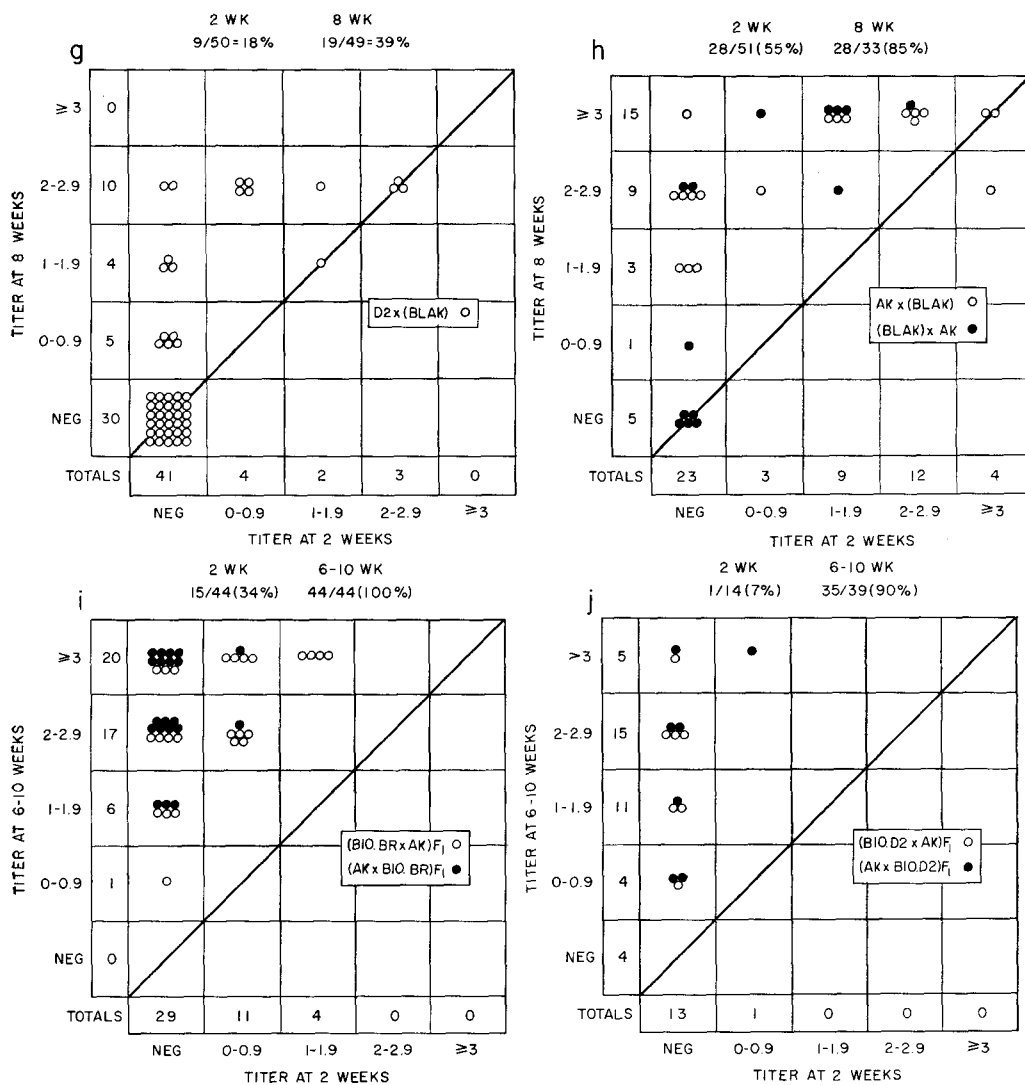 g
2 WK 8 WK
9/50=18% 19/49=39%
TITER AT 8 WEEKS
≥3 0
2-2.9 10
1-1.9 4
0-0.9 5
NEG 30
D2x(BLAK) ○
TOTALS 41 4 2 3 0
NEG 0-0.9 1-1.9 2-2.9 ≥3
TITER AT 2 WEEKS
h
2 WK 8 WK
28/51(55%) 28/33(85%)
TITER AT 8 WEEKS
≥3 15
2-2.9 9
1-1.9 3
0-0.9 1
NEG 5
AK x (BLAK) ○
(BLAK) x AK ●
TOTALS 23 3 9 12 4
NEG 0-0.9 1-1.9 2-2.9 ≥3
TITER AT 2 WEEKS
i
2 WK 6-10 WK
15/44(34%) 44/44(100%)
TITER AT 6-10 WEEKS
≥3 20
2-2.9 17
1-1.9 6
0-0.9 1
NEG 0
(B10.BRxAK)F₁ ○
(AKxB10.BR)F₁ ●
TOTALS 29 11 4 0 0
NEG 0-0.9 1-1.9 2-2.9 ≥3
TITER AT 2 WEEKS
j
2 WK 6-10 WK
1/14(7%) 35/39(90%)
TITER AT 6-10 WEEKS
≥3 5
2-2.9 15
1-1.9 11
0-0.9 4
NEG 4
(B10.D2 x AK)F₁ ○
(AKxB10.D2)F₁ ●
TOTALS 13 1 0 0 0
NEG 0-0.9 1-1.9 2-2.9 ≥3
TITER AT 2 WEEKS